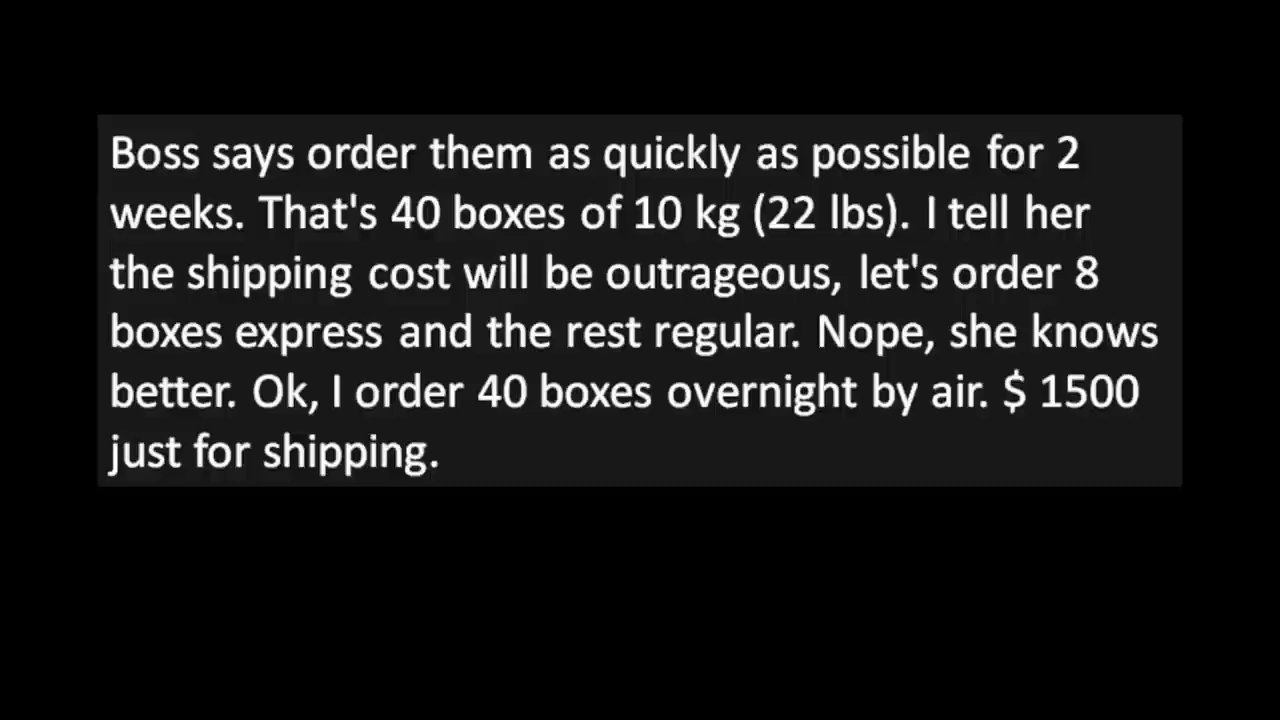 Boss says order them as quickly as possible for 2
weeks. That's 40 boxes of 10 kg (22 lbs). I tell her
the shipping cost will be outrageous, let's order 8
boxes express and the rest regular. Nope, she knows
better. Ok, I order 40 boxes overnight by air. $ 1500
just for shipping.